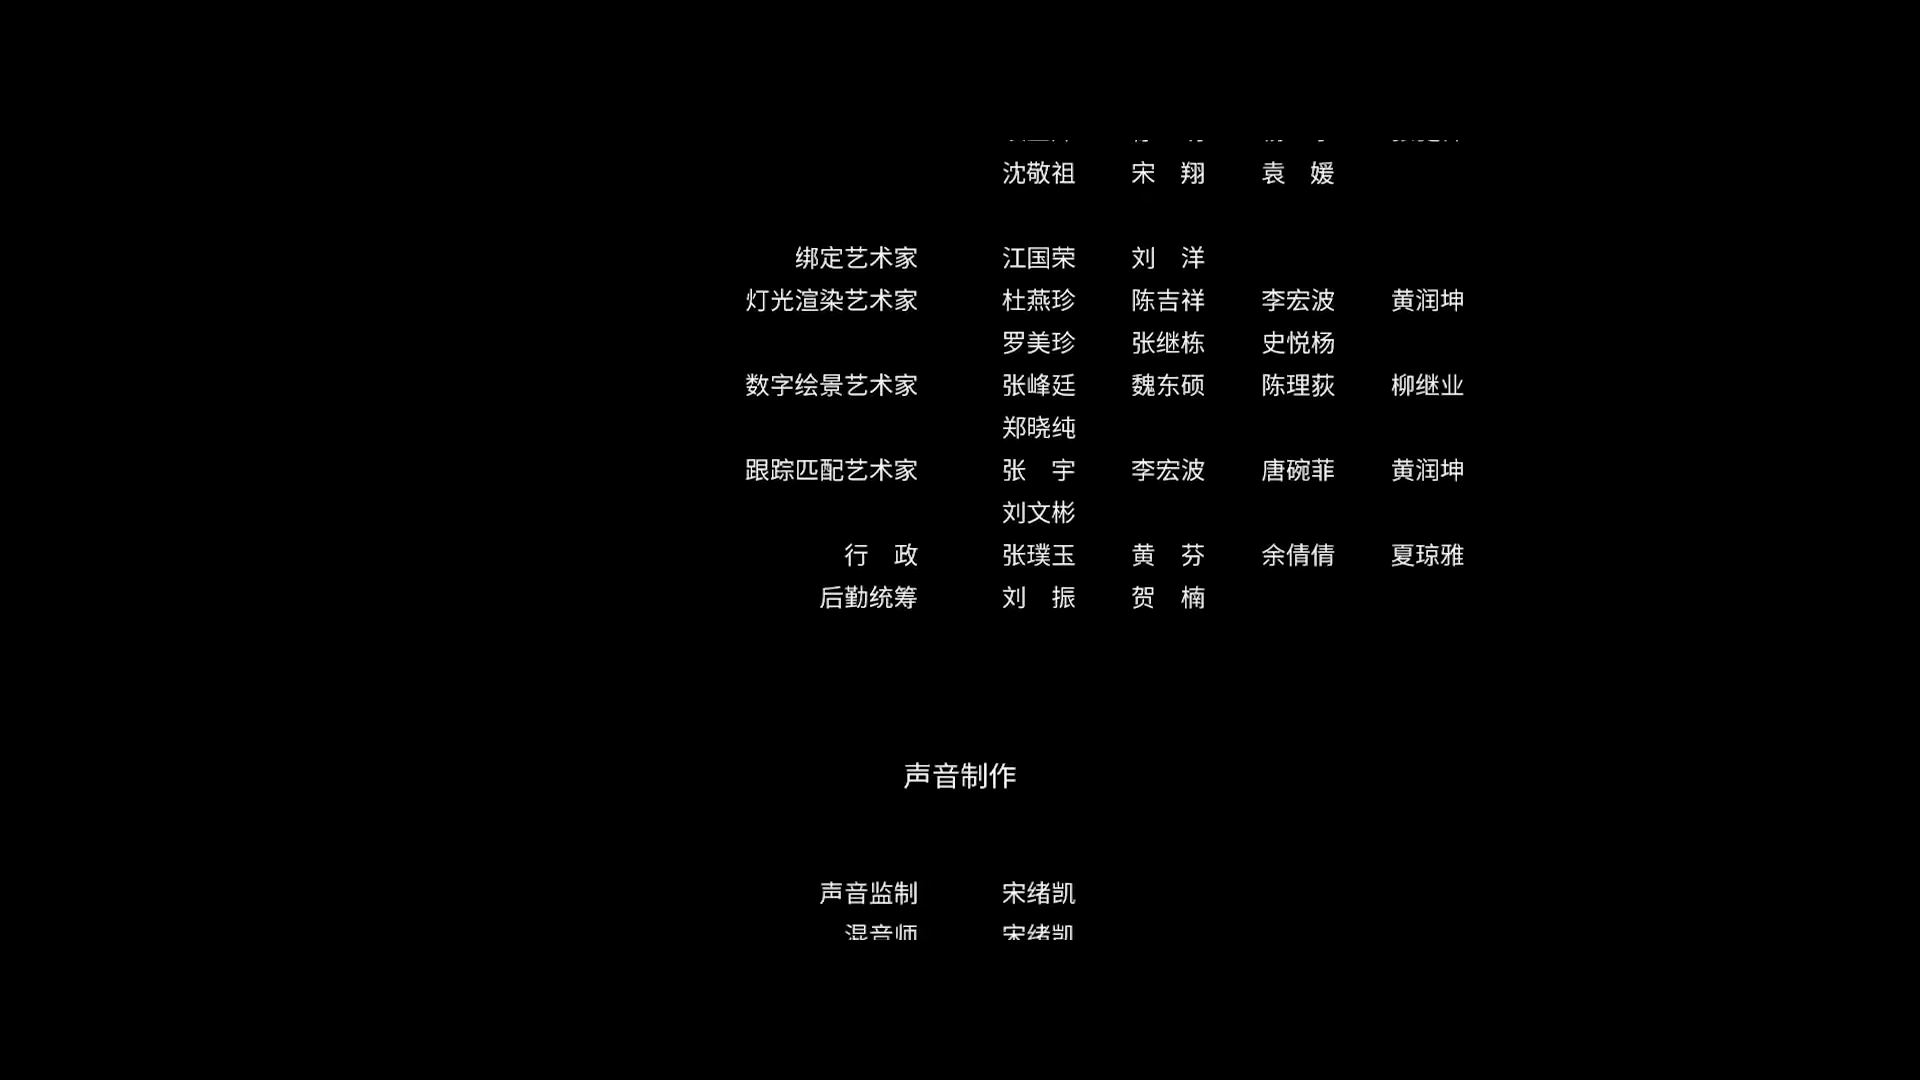 沈敬祖 宋 翔 袁 媛
绑定艺术家 江国荣 刘 洋
灯光渲染艺术家 杜燕珍 陈吉祥 李宏波 黄润坤
罗美珍 张继栋 史悦杨
数字绘景艺术家 张峰廷 魏东硕 陈理荻 柳继业
郑晓纯
跟踪匹配艺术家 张 宇 李宏波 唐碗菲 黄润坤
刘文彬
行 政 张璞玉 黄 芬 余倩倩 夏琼雅
后勤统筹 刘 振 贺 楠
声音制作
声音监制 宋绪凯
混音师 宋绪凯